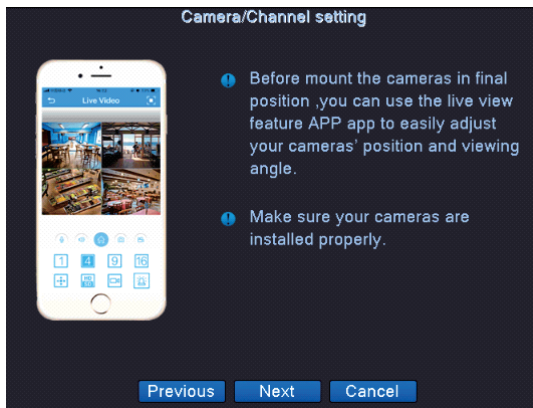 Camera/Channel setting
Live Video
Before mount the cameras in final
position ,you can use the live view
feature APP app to easily adjust
your cameras' position and viewing
angle.
Make sure your cameras are
installed properly.
1 4 9 16
Previous Next Cancel